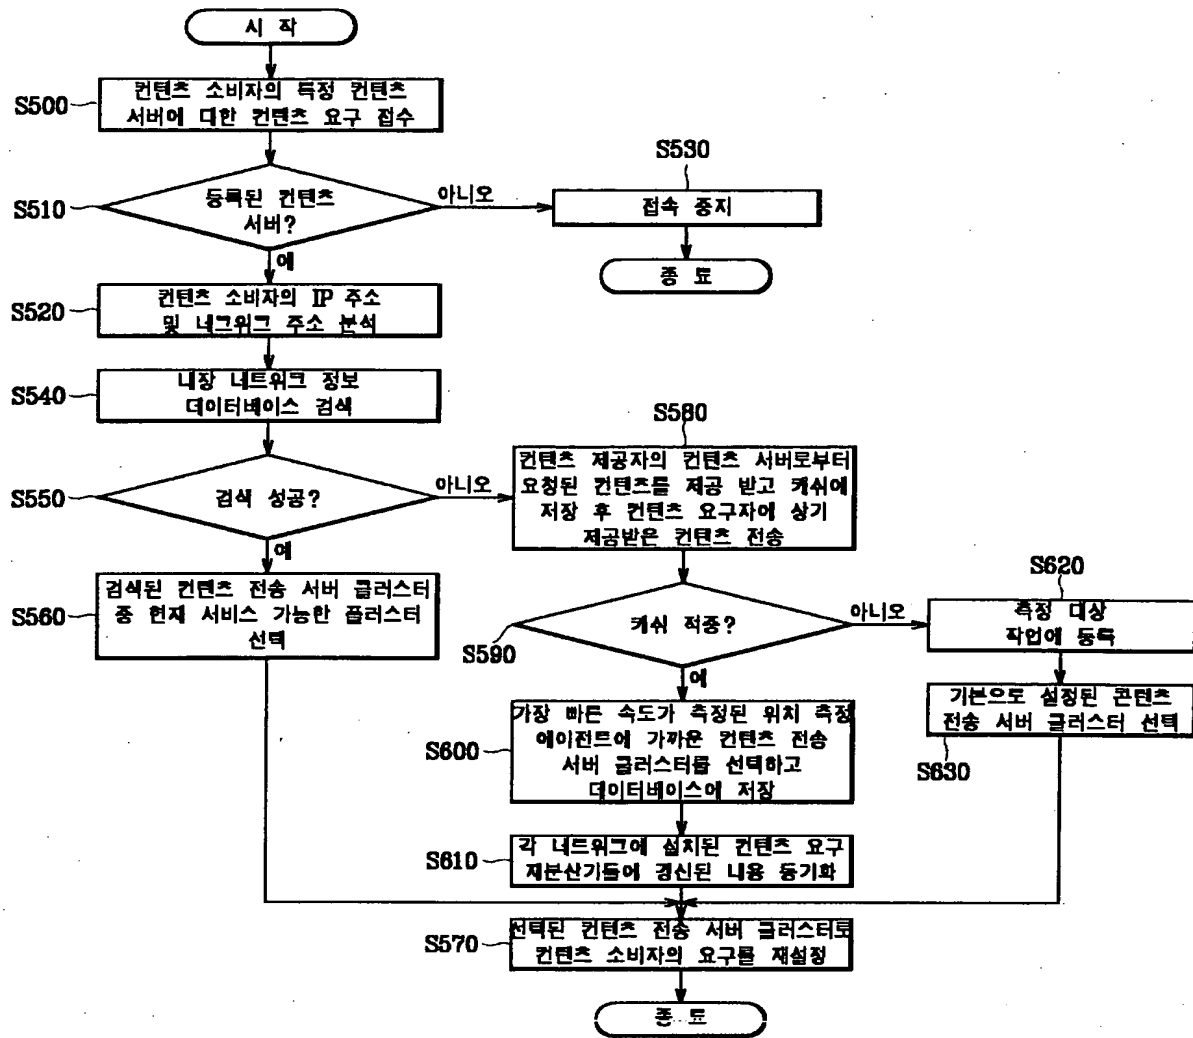 시 작
S500
컨텐츠 소비자의 특정 컨텐츠
서버에 대한 컨텐츠 요구 접수
S510
등록된 컨텐츠
서버?
아니오
S530
접속 중지
종 료
예
S520
컨텐츠 소비자의 IP 주소
및 네그워그 주소 분석
S540
내장 네트워크 정보
데이터베이스 검색
S550
검색 성공?
아니오
S580
컨텐츠 제공자의 컨텐츠 서버로부터
요청된 컨텐츠를 제공 받고 캐쉬에
저장 후 컨텐츠 요구자에 상기
제공받은 컨텐츠 전송
예
S560
검색된 컨텐츠 전송 서버 클러스터
중 현재 서비스 가능한 플러스터
선택
S590
캐쉬 적중?
아니오
S620
측정 대상
작업에 등록
예
S630
기본으로 설정된 콘텐츠
전송 서버 클러스터 선택
S600
가장 빠른 속도가 측정된 위치 측정
에이전트에 가까운 컨텐츠 전송
서버 클러스터를 선택하고
데이터베이스에 저장
S610
각 네트워크에 설치된 컨텐츠 요구
재분산기들에 갱신된 내용 동기화
S570
선택된 컨텐츠 전송 서버 클러스터로
컨텐츠 소비자의 요구를 재설정
종 료